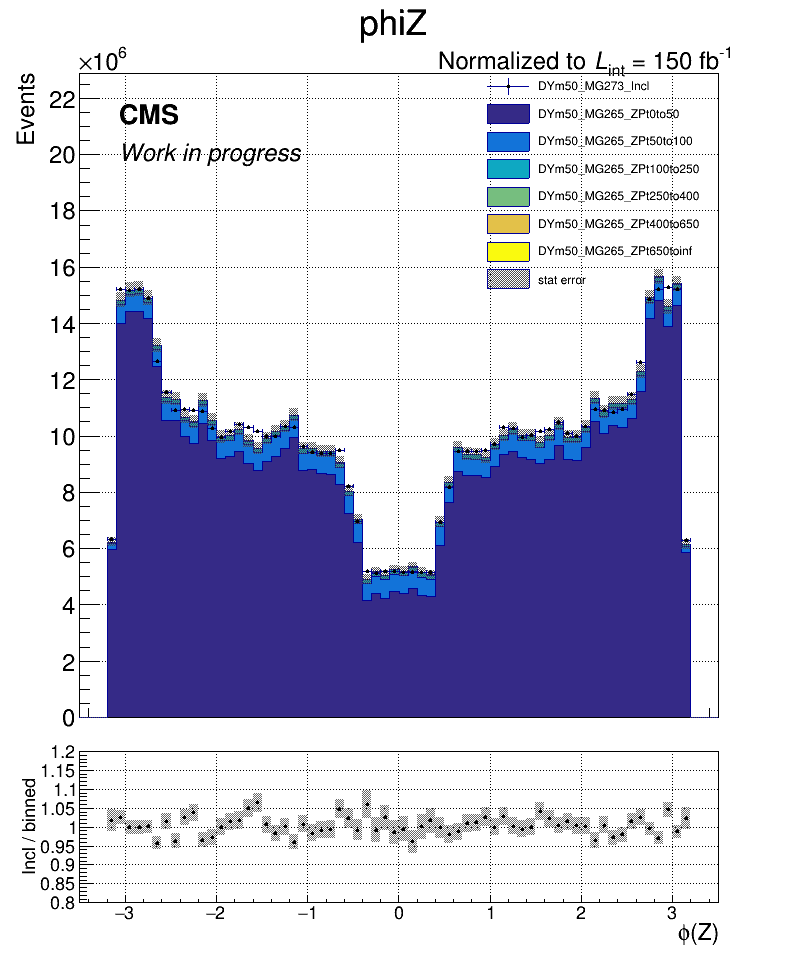 phiZ
×10⁶
Normalized to L_int = 150 fb⁻¹
Events
CMS
Work in progress
DYm50_MG273_Incl
DYm50_MG265_ZPt0to50
DYm50_MG265_ZPt50to100
DYm50_MG265_ZPt100to250
DYm50_MG265_ZPt250to400
DYm50_MG265_ZPt400to650
DYm50_MG265_ZPt650toinf
stat error
22
20
18
16
14
12
10
8
6
4
2
0
Incl / binned
1.2
1.15
1.1
1.05
1
0.95
0.9
0.85
0.8
−3 −2 −1 0 1 2 3
ϕ(Z)